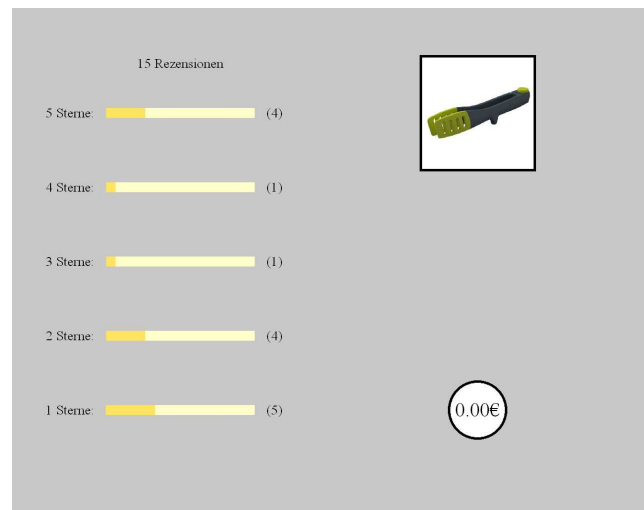 15 Rezensionen
5 Sterne: (4)
4 Sterne: (1)
3 Sterne: (1)
2 Sterne: (4)
1 Sterne: (5)
0.00€